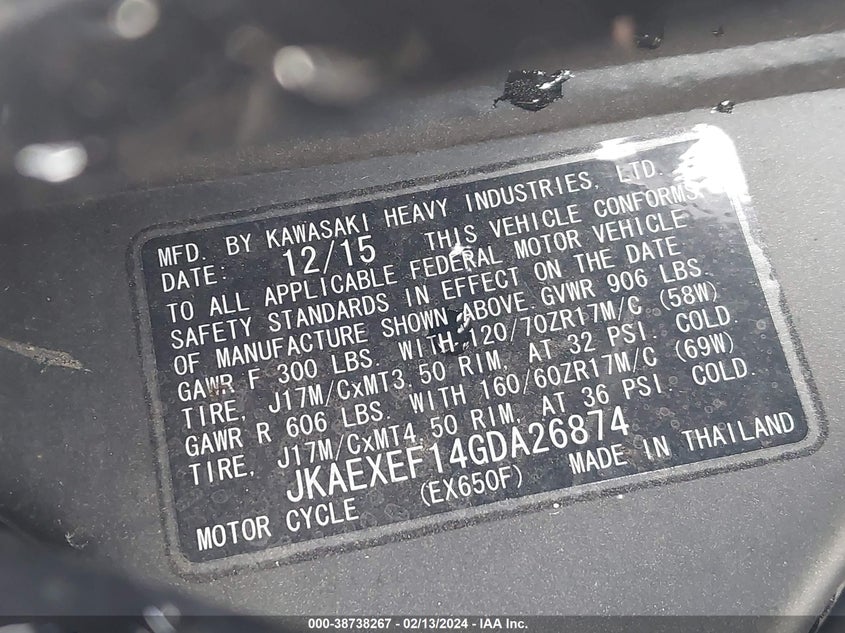 MFD. BY KAWASAKI HEAVY INDUSTRIES, LTD.
DATE: 12/15 THIS VEHICLE CONFORMS
TO ALL APPLICABLE FEDERAL MOTOR VEHICLE
SAFETY STANDARDS IN EFFECT ON THE DATE
OF MANUFACTURE SHOWN ABOVE GVWR 906 LBS.
GAWR F 300 LBS. WITH 120/70ZR17M/C (58W)
TIRE, J17M/CxMT3.50 RIM, AT 32 PSI. COLD
GAWR R 606 LBS. WITH 160/60ZR17M/C (69W)
TIRE, J17M/CxMT4.50 RIM, AT 36 PSI. COLD.
JKAEXEF14GDA26874
MOTOR CYCLE (EX650F) MADE IN THAILAND
000-38738267 - 02/13/2024 - IAA Inc.